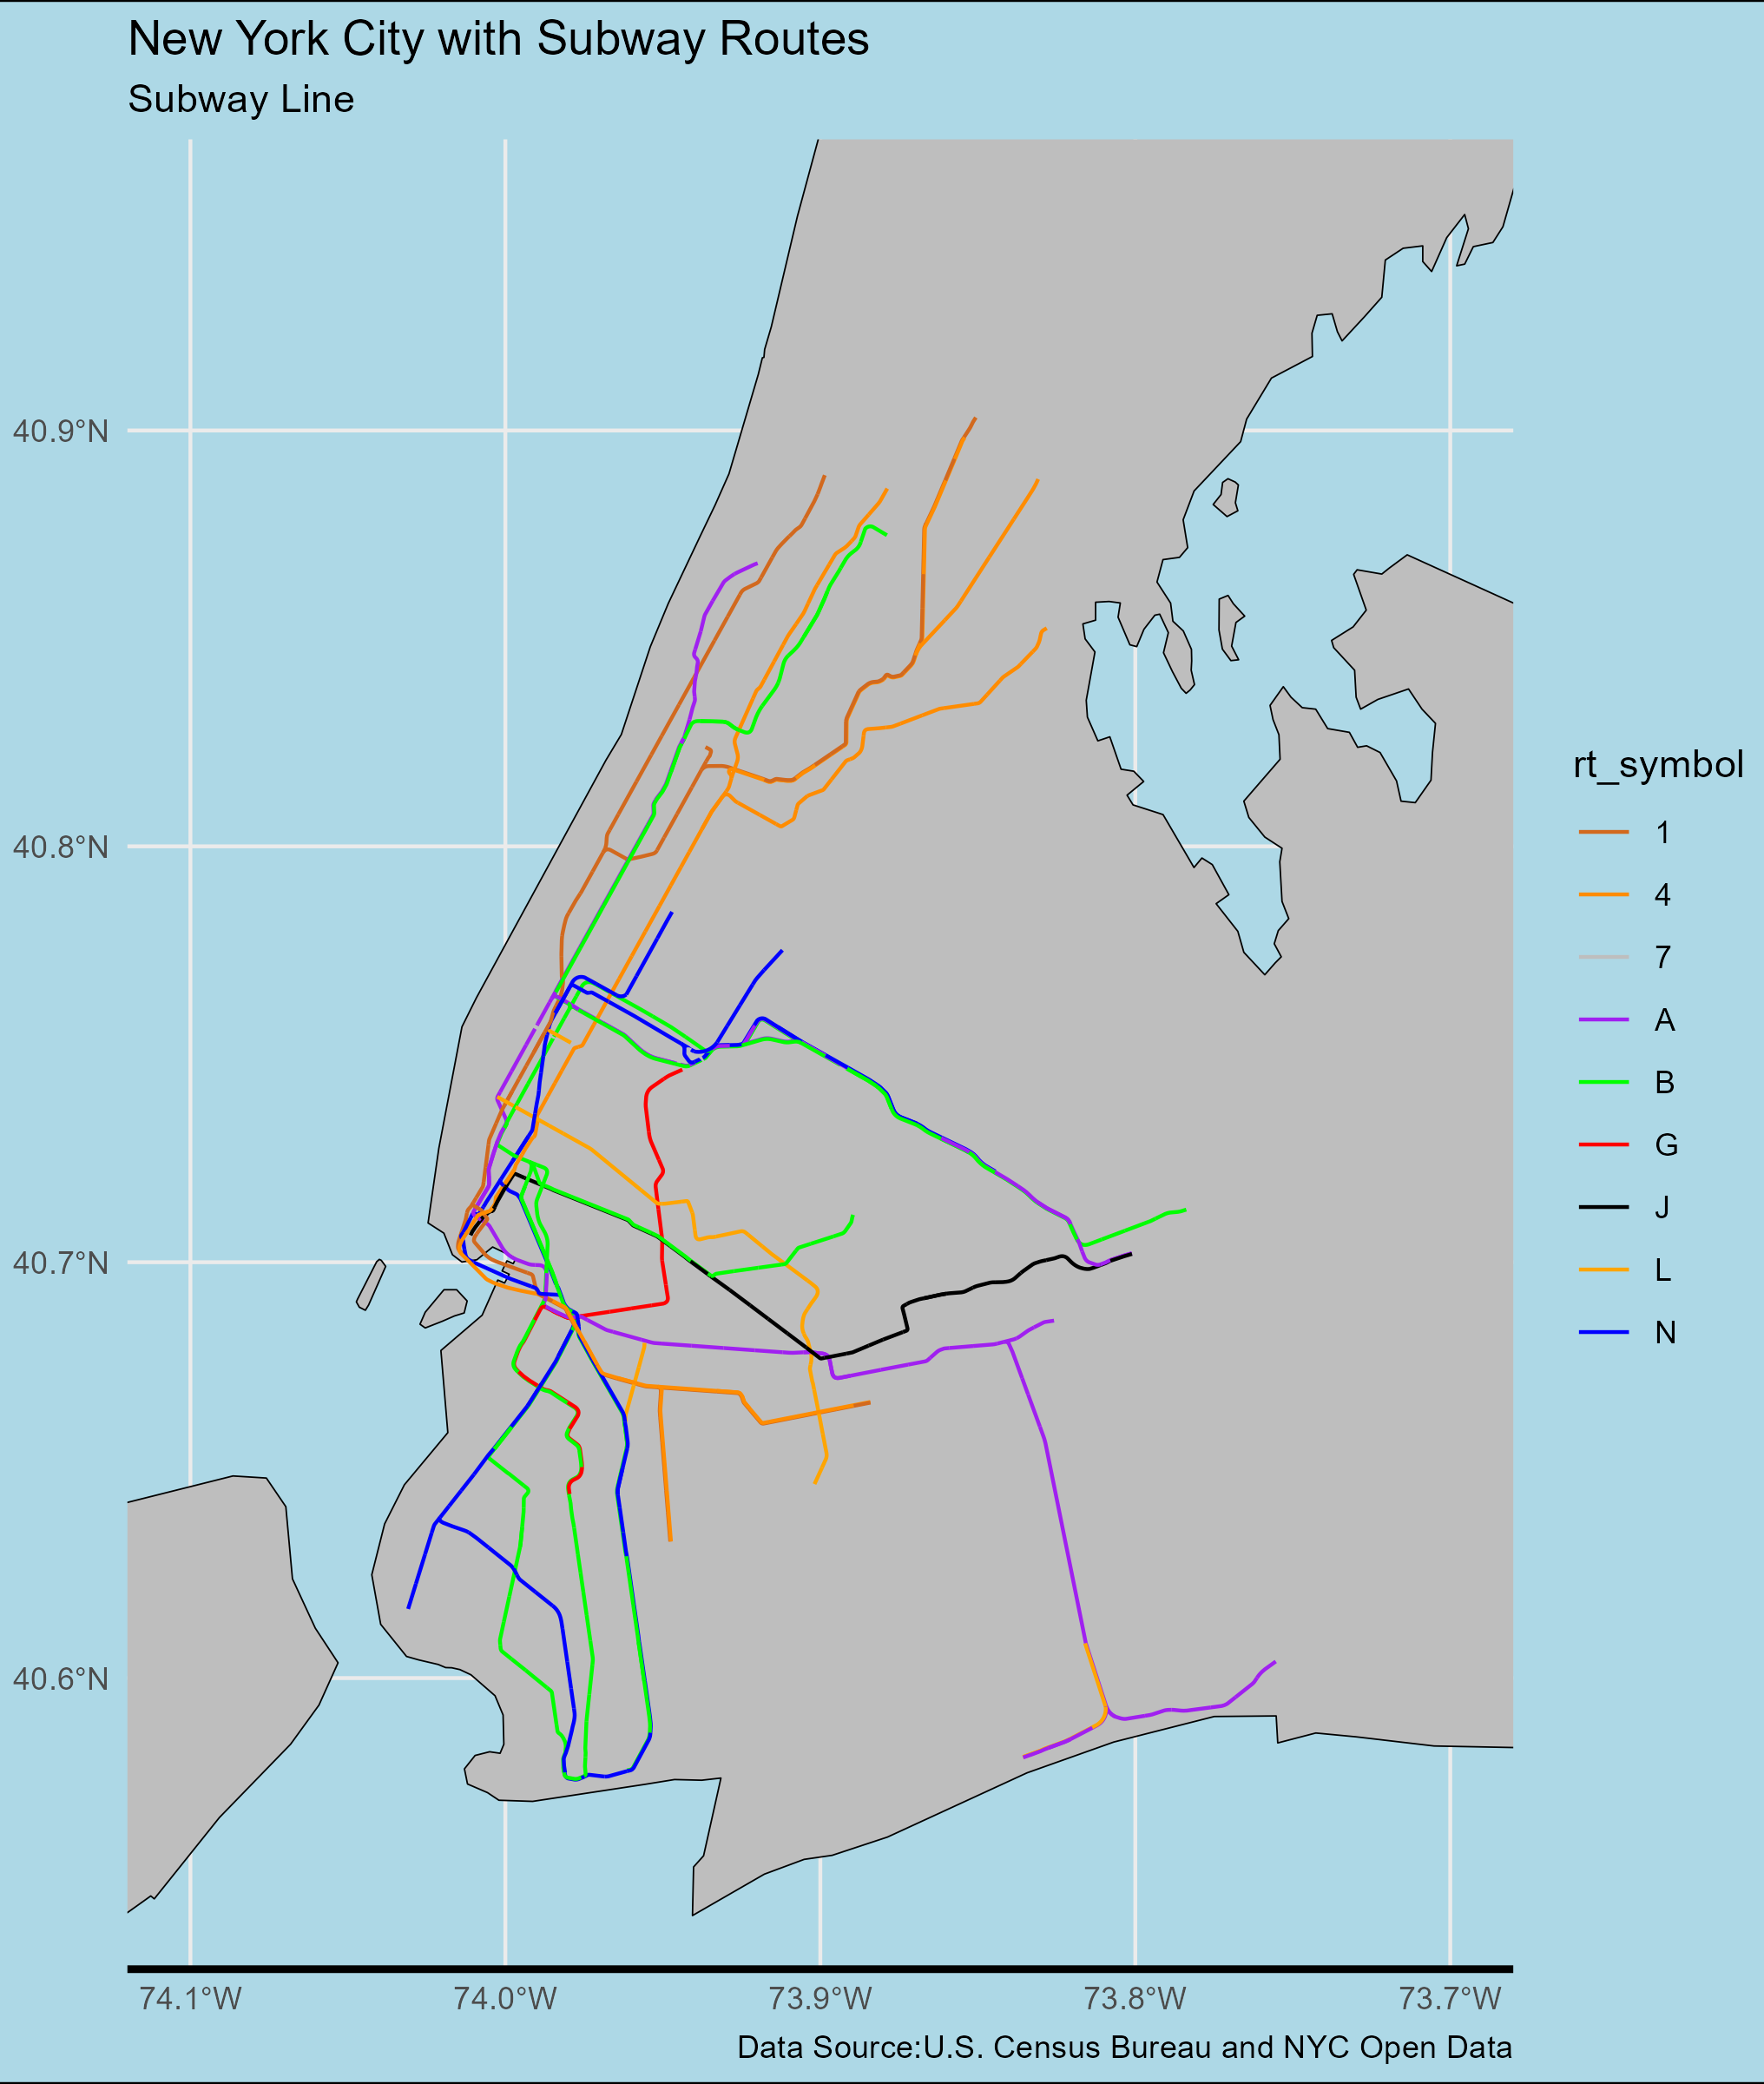 New York City with Subway Routes
Subway Line
40.9°N
40.8°N
40.7°N
40.6°N
74.1°W
74.0°W
73.9°W
73.8°W
73.7°W
rt_symbol
1
4
7
A
B
G
J
L
N
Data Source:U.S. Census Bureau and NYC Open Data